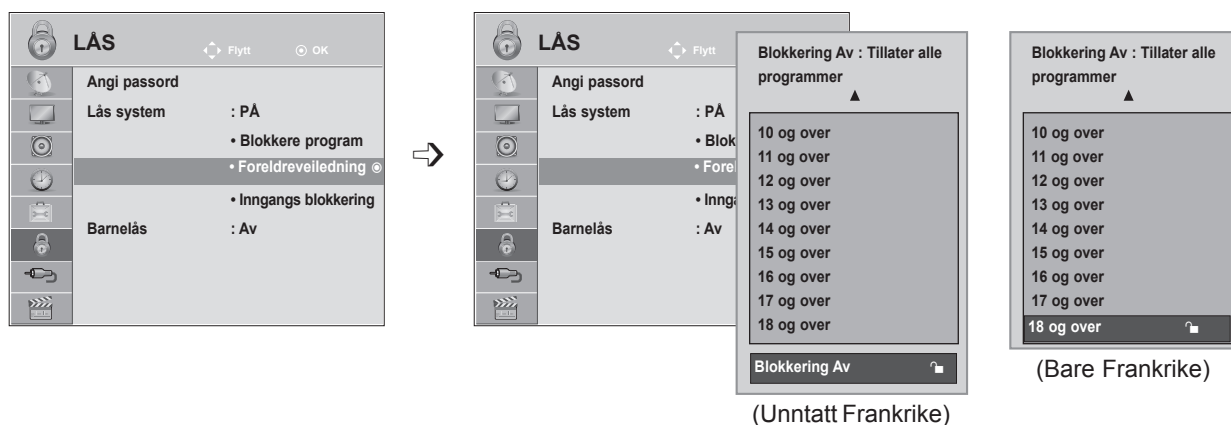 LÅS
Flytt
OK
Angi passord
Lås system : PÅ
• Blokkere program
• Foreldreveiledning
• Inngangs blokkering
Barnelås : Av
LÅS
Flytt
Angi passord
Lås system : PÅ
• Blok
• Fore
• Innga
Barnelås : Av
Blokkering Av : Tillater alle
programmer
10 og over
11 og over
12 og over
13 og over
14 og over
15 og over
16 og over
17 og over
18 og over
Blokkering Av
(Unntatt Frankrike)
Blokkering Av : Tillater alle
programmer
10 og over
11 og over
12 og over
13 og over
14 og over
15 og over
16 og over
17 og over
18 og over
(Bare Frankrike)